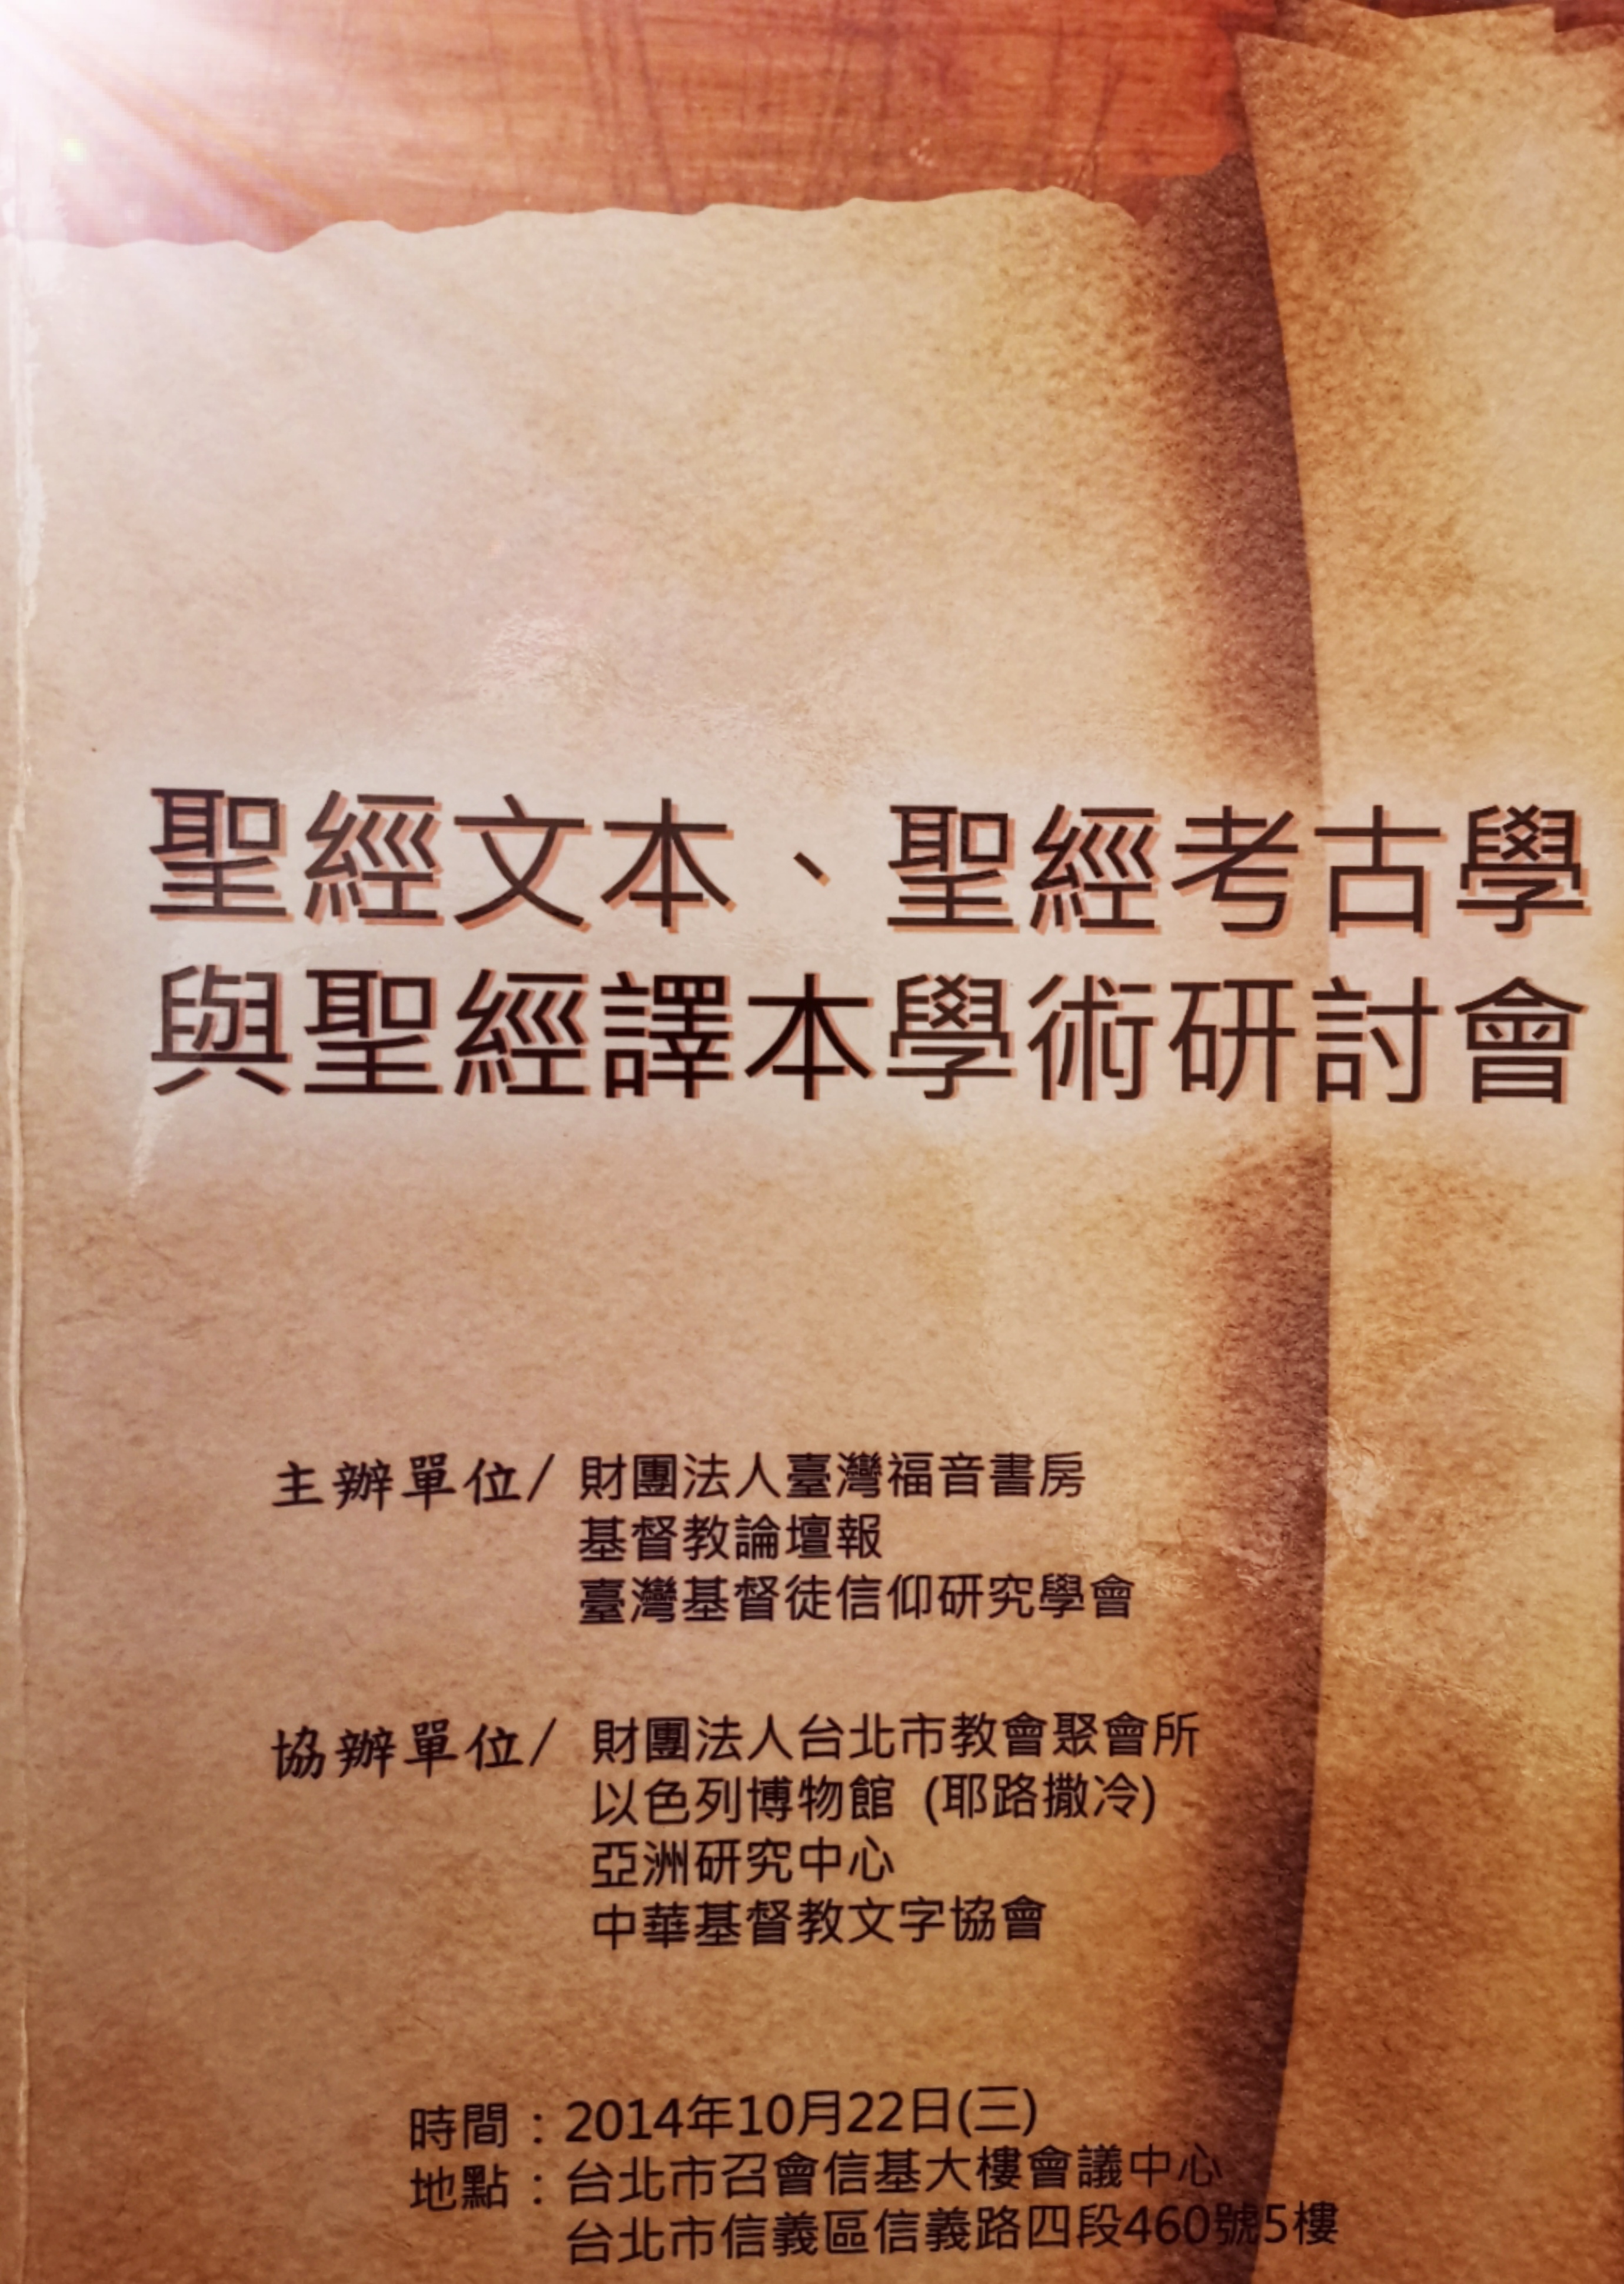 聖經文本、聖經考古學
與聖經譯本學術研討會
主辦單位/ 財團法人臺灣福音書房
基督教論壇報
臺灣基督徒信仰研究學會
協辦單位/ 財團法人台北市教會聚會所
以色列博物館 (耶路撒冷)
亞洲研究中心
中華基督教文字協會
時間：2014年10月22日(三)
地點：台北市召會信基大樓會議中心
台北市信義區信義路四段460號5樓